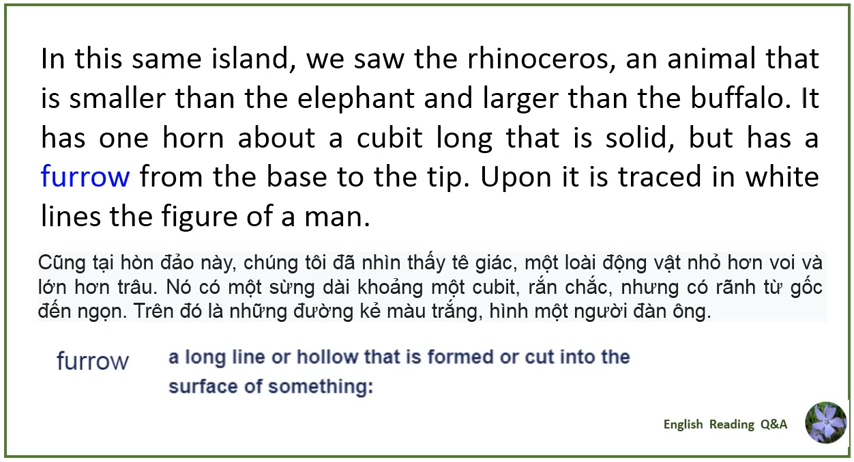 In this same island, we saw the rhinoceros, an animal that
is smaller than the elephant and larger than the buffalo. It
has one horn about a cubit long that is solid, but has a
furrow from the base to the tip. Upon it is traced in white
lines the figure of a man.
Cũng tại hòn đảo này, chúng tôi đã nhìn thấy tê giác, một loài động vật nhỏ hơn voi và
lớn hơn trâu. Nó có một sừng dài khoảng một cubit, rắn chắc, nhưng có rãnh từ gốc
đến ngọn. Trên đó là những đường kẻ màu trắng, hình một người đàn ông.
furrow a long line or hollow that is formed or cut into the
surface of something:
English Reading Q&A